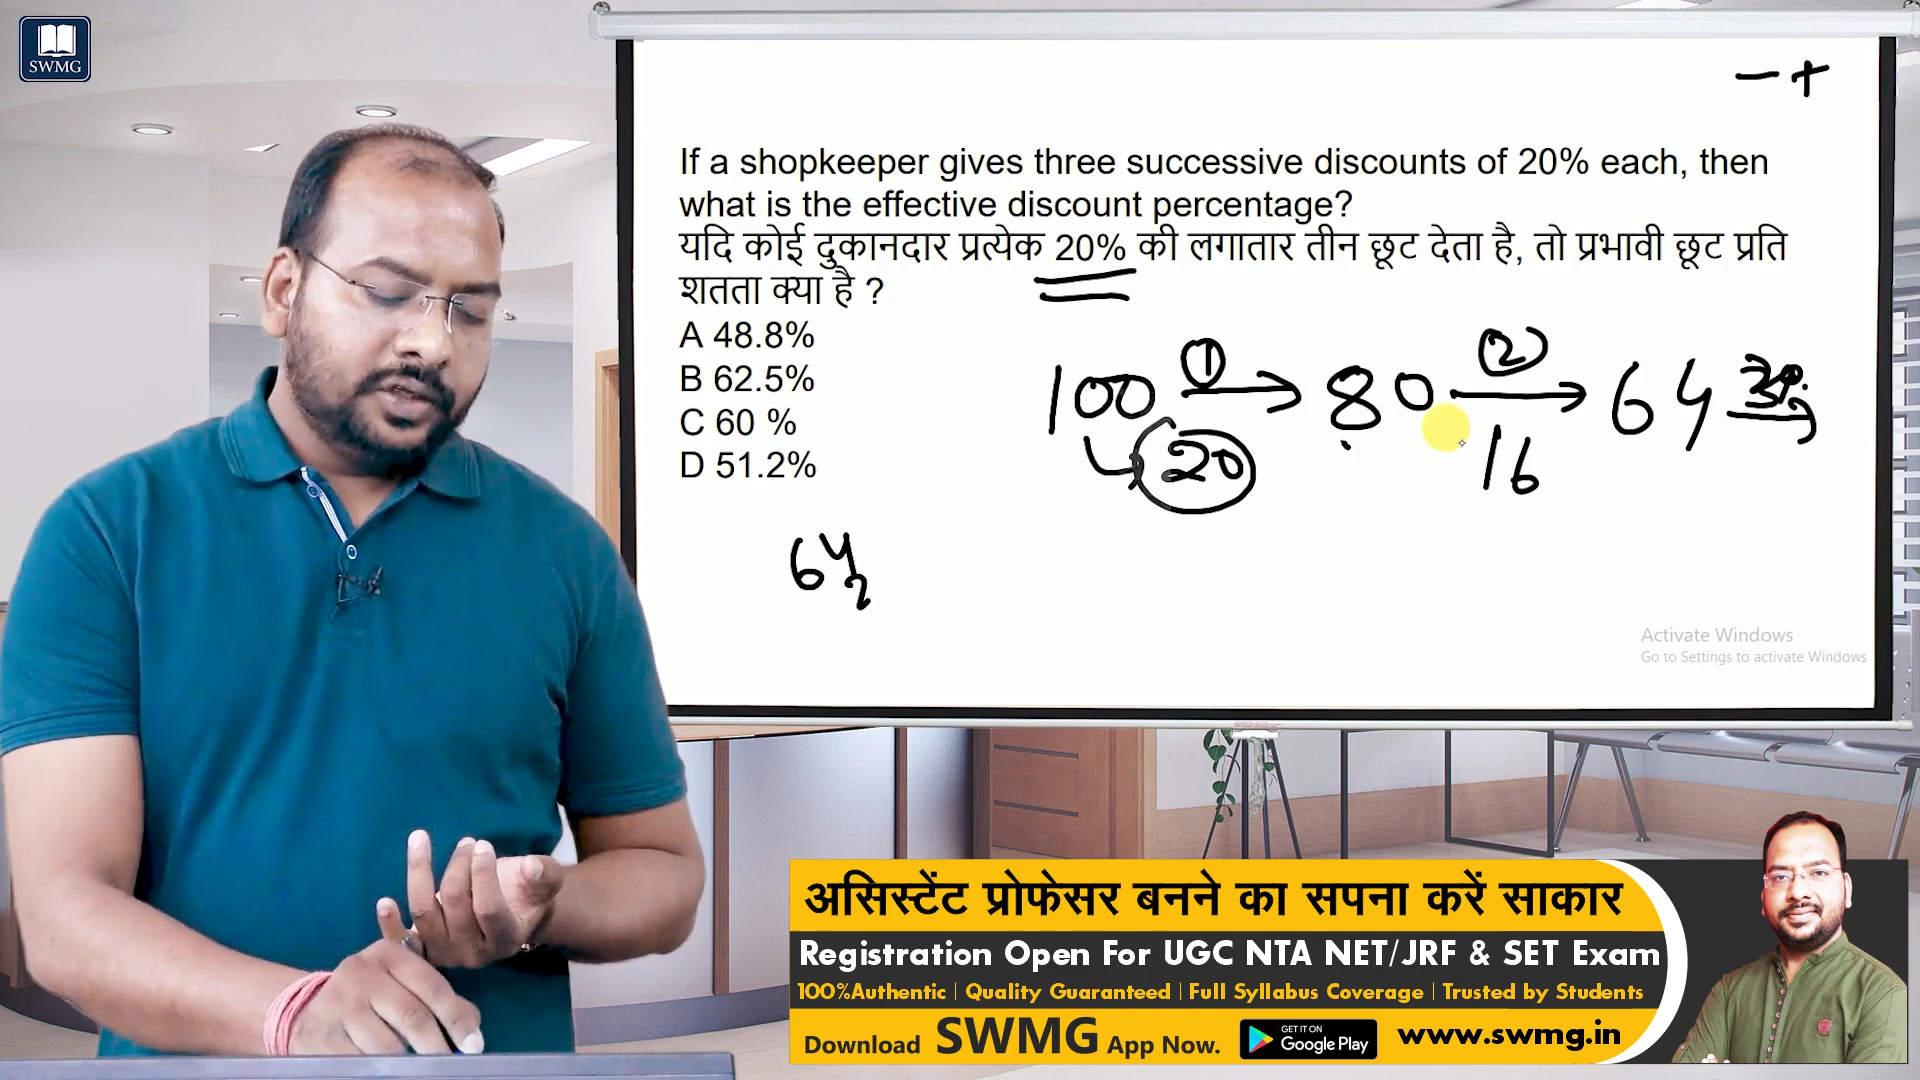 SWMG
− +
If a shopkeeper gives three successive discounts of 20% each, then
what is the effective discount percentage?
यदि कोई दुकानदार प्रत्येक 20% की लगातार तीन छूट देता है, तो प्रभावी छूट प्रति
शतता क्या है ?
A 48.8%
B 62.5%
C 60 %
D 51.2%
1 2
100 → 80 → 64
20 16
64
2
Activate Windows
Go to Settings to activate Windows
असिस्टेंट प्रोफेसर बनने का सपना करें साकार
Registration Open For UGC NTA NET/JRF & SET Exam
100%Authentic | Quality Guaranteed | Full Syllabus Coverage | Trusted by Students
Download SWMG App Now. GET IT ON Google Play www.swmg.in